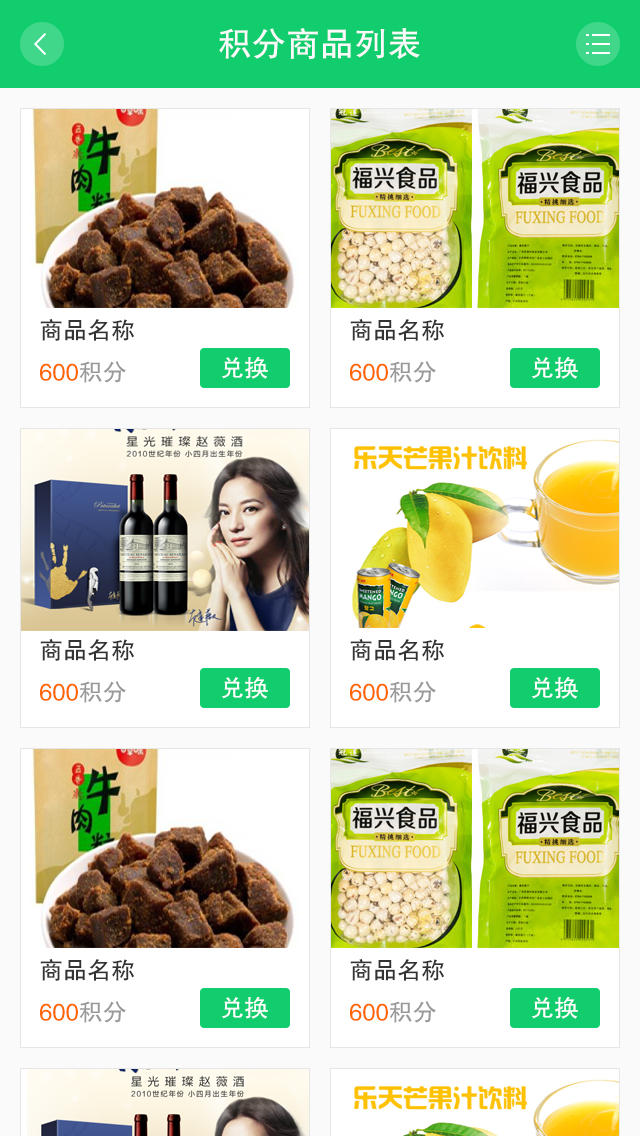 积分商品列表
牛肉粒
Best
福兴食品
精挑细选
FUXING FOOD
Best
福兴食品
精挑细选
FUXING FOOD
商品名称
600积分
兑换
商品名称
600积分
兑换
星光璀璨赵薇酒
2010世纪年份 小四月出生年份
乐天芒果汁饮料
SWEETENED
MANGO
商品名称
600积分
兑换
商品名称
600积分
兑换
牛肉粒
Best
福兴食品
精挑细选
FUXING FOOD
Best
福兴食品
精挑细选
FUXING FOOD
商品名称
600积分
兑换
商品名称
600积分
兑换
星光璀璨赵薇酒
2010世纪年份 小四月出生年份
乐天芒果汁饮料